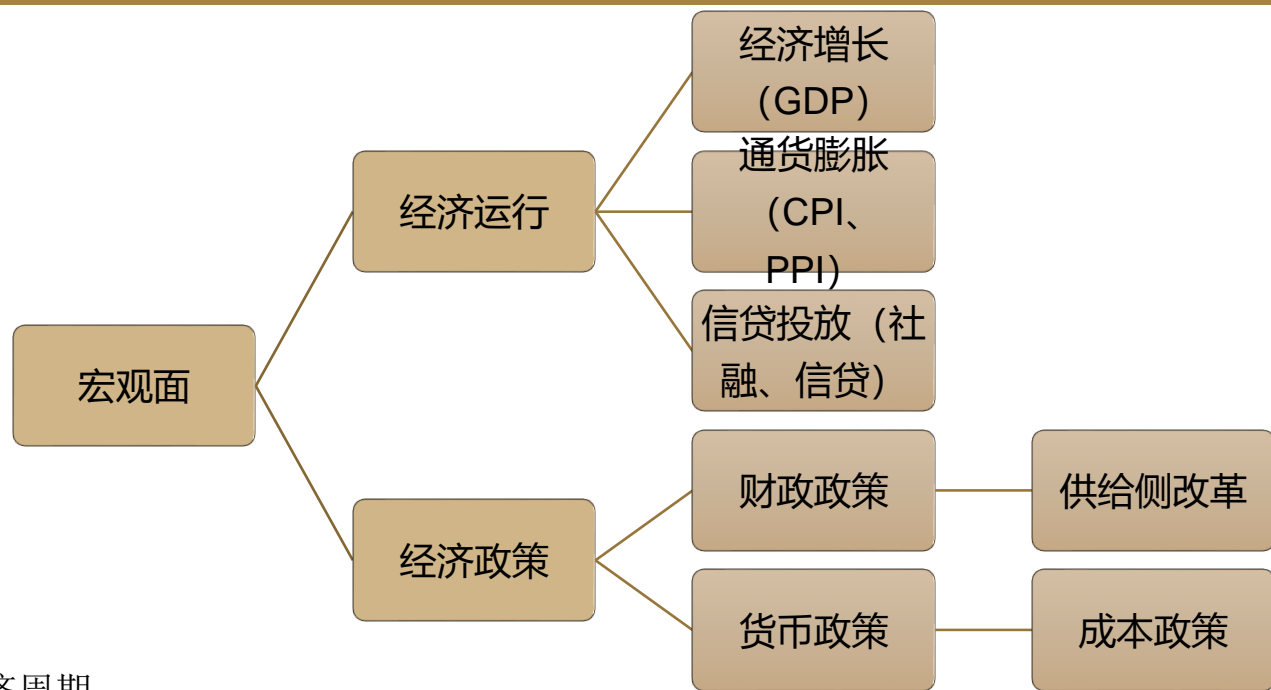 经济增长
（GDP）
通货膨胀
（CPI、
PPI）
经济运行
信贷投放（社
融、信贷）
宏观面
财政政策
供给侧改革
经济政策
货币政策
成本政策
周期